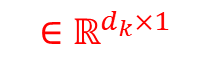 ∈ ℝ^{d_k×1}